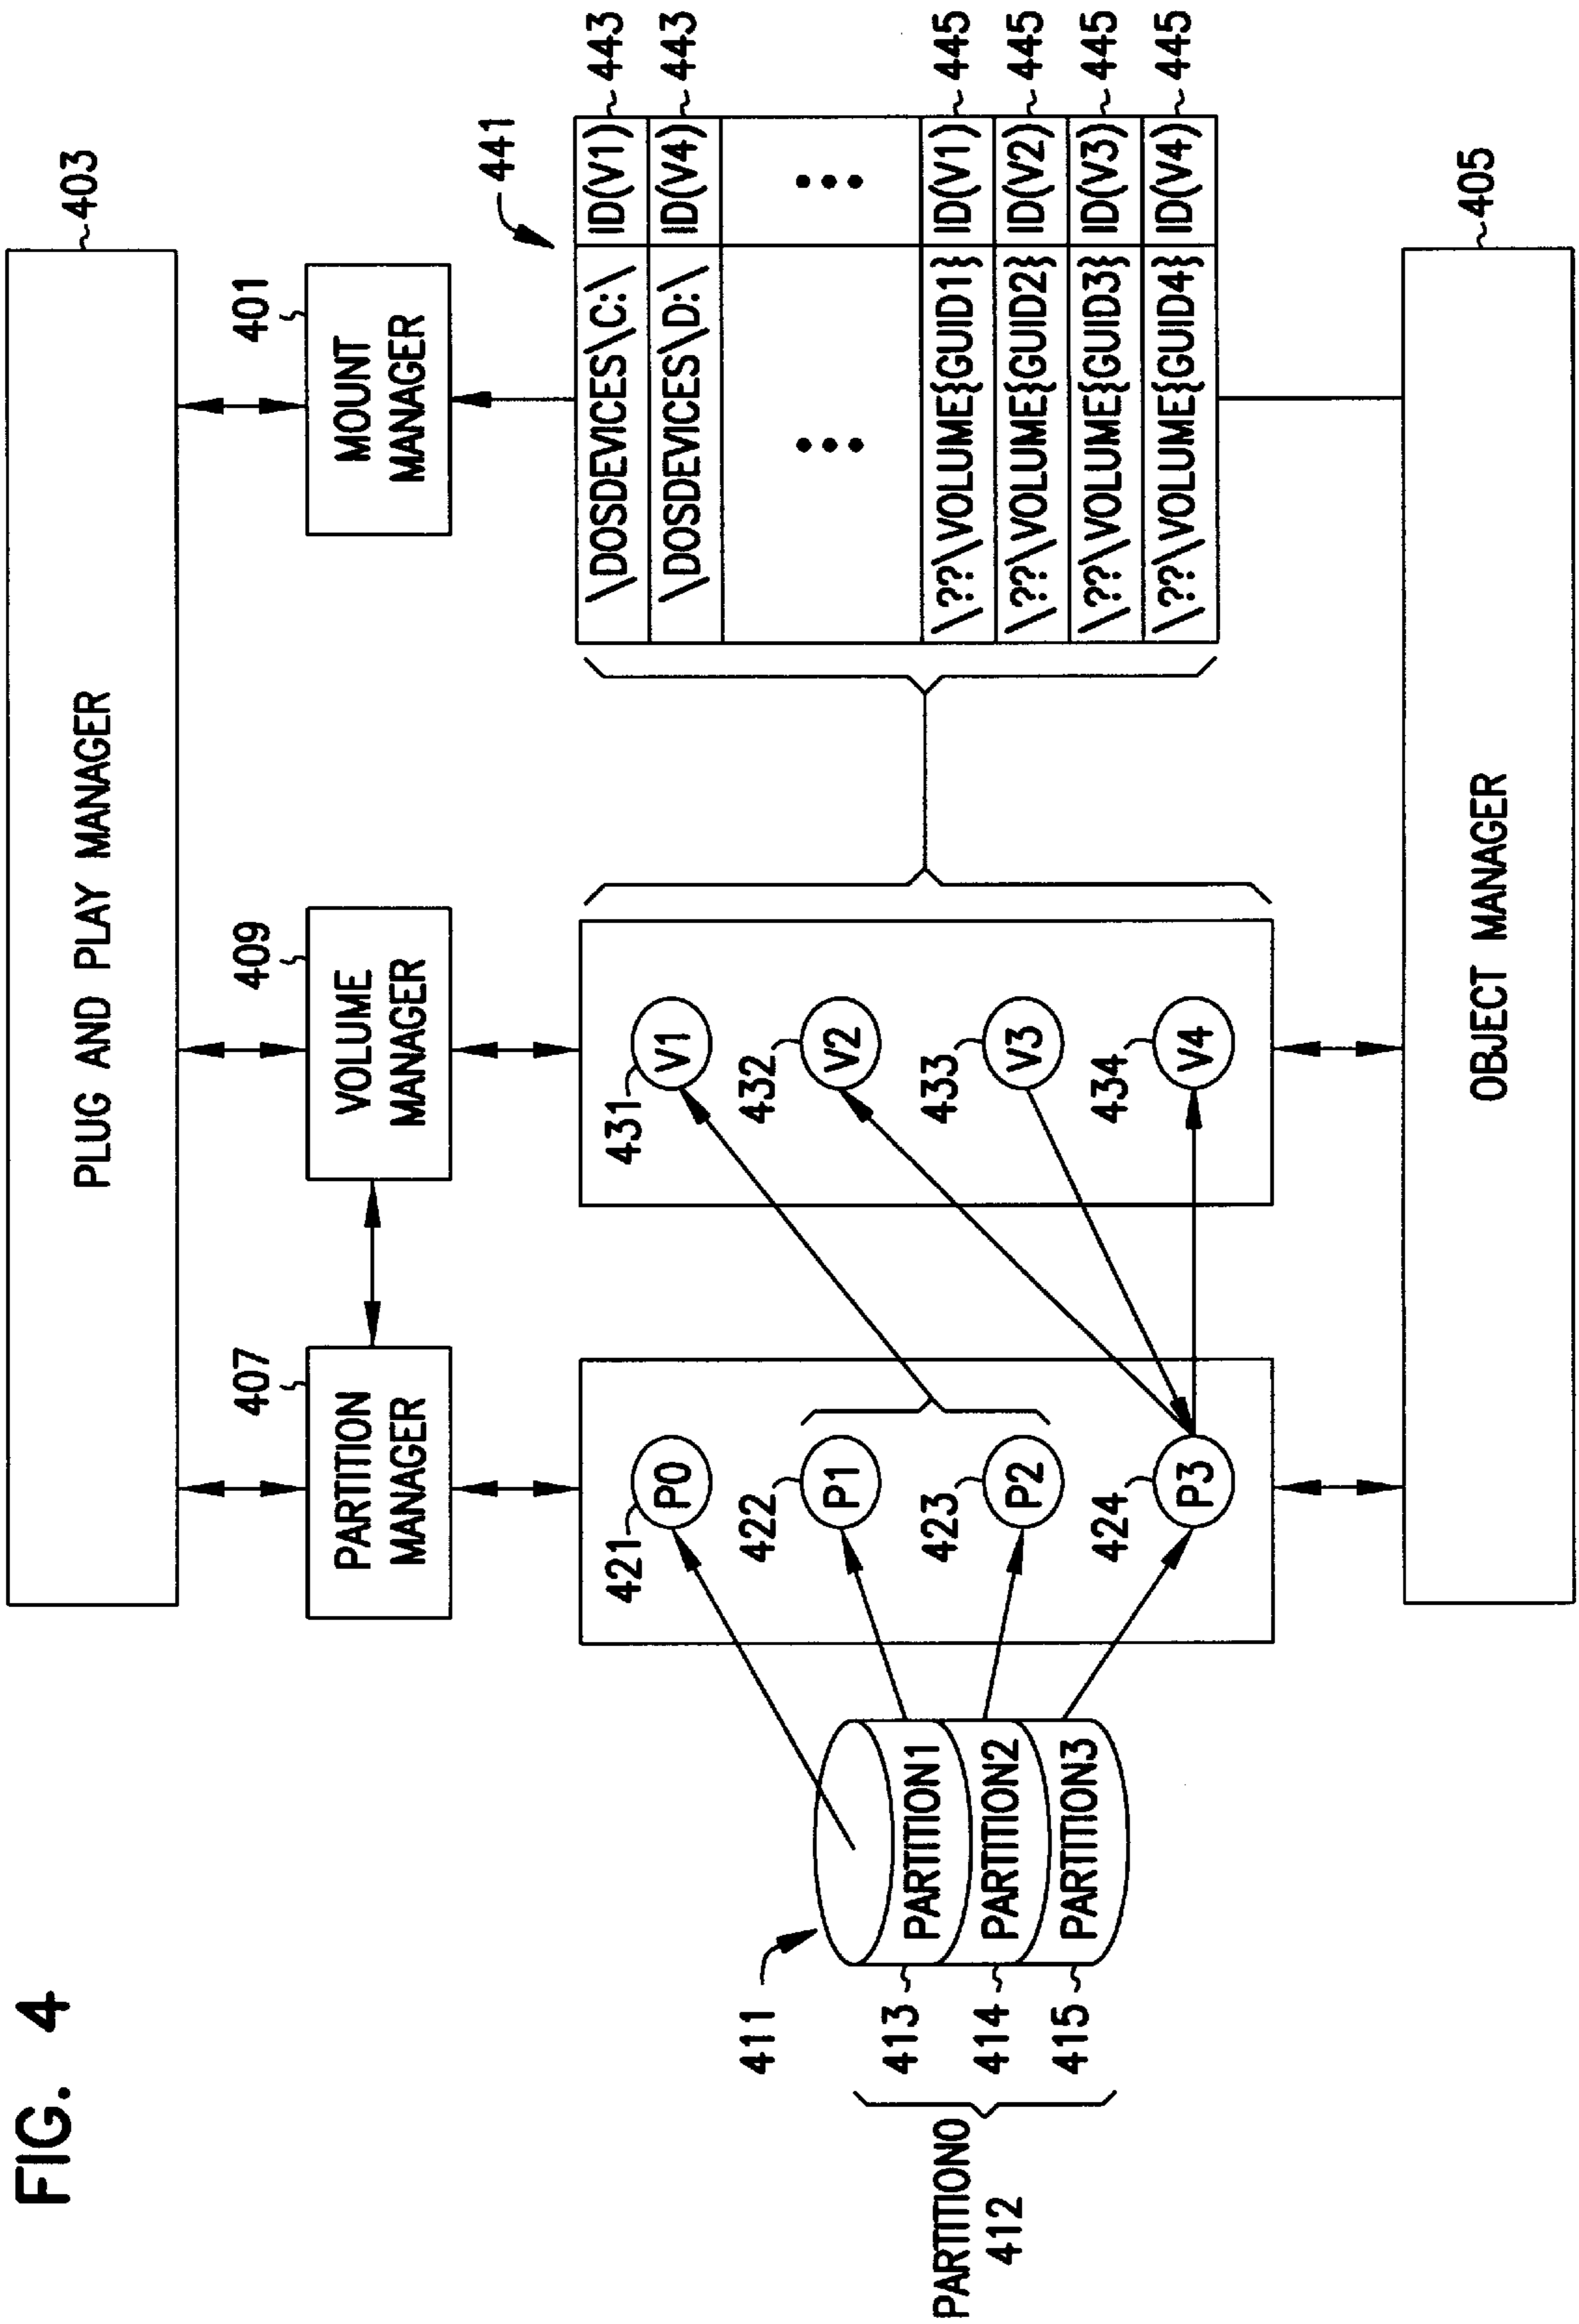 FIG. 4
PLUG AND PLAY MANAGER
403
407
PARTITION
MANAGER
409
VOLUME
MANAGER
401
MOUNT
MANAGER
441
411
PARTITION0
412
413
PARTITION1
414
PARTITION2
415
PARTITION3
421
P0
422
P1
423
P2
424
P3
431
V1
432
V2
433
V3
434
V4
\DOSDEVICES\C:\ ID(V1) 443
\DOSDEVICES\D:\ ID(V4) 443
\??\VOLUME{GUID1} ID(V1) 445
\??\VOLUME{GUID2} ID(V2) 445
\??\VOLUME{GUID3} ID(V3) 445
\??\VOLUME{GUID4} ID(V4) 445
OBJECT MANAGER
405